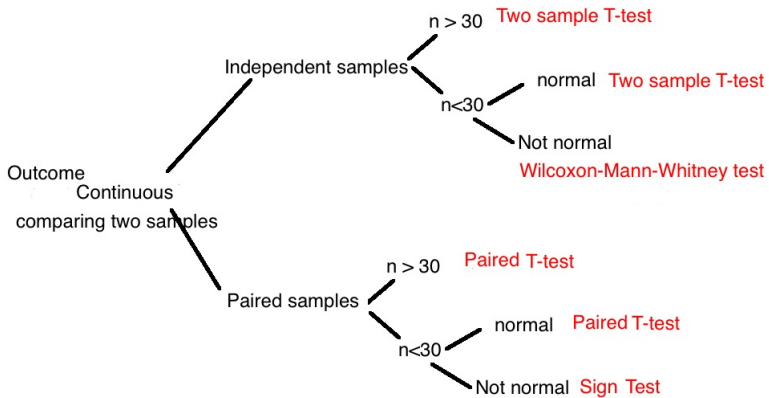 n > 30 Two sample T-test
Independent samples
normal Two sample T-test
n<30
Not normal
Wilcoxon-Mann-Whitney test
Outcome
Continuous
comparing two samples
n > 30 Paired T-test
Paired samples
normal Paired T-test
n<30
Not normal Sign Test